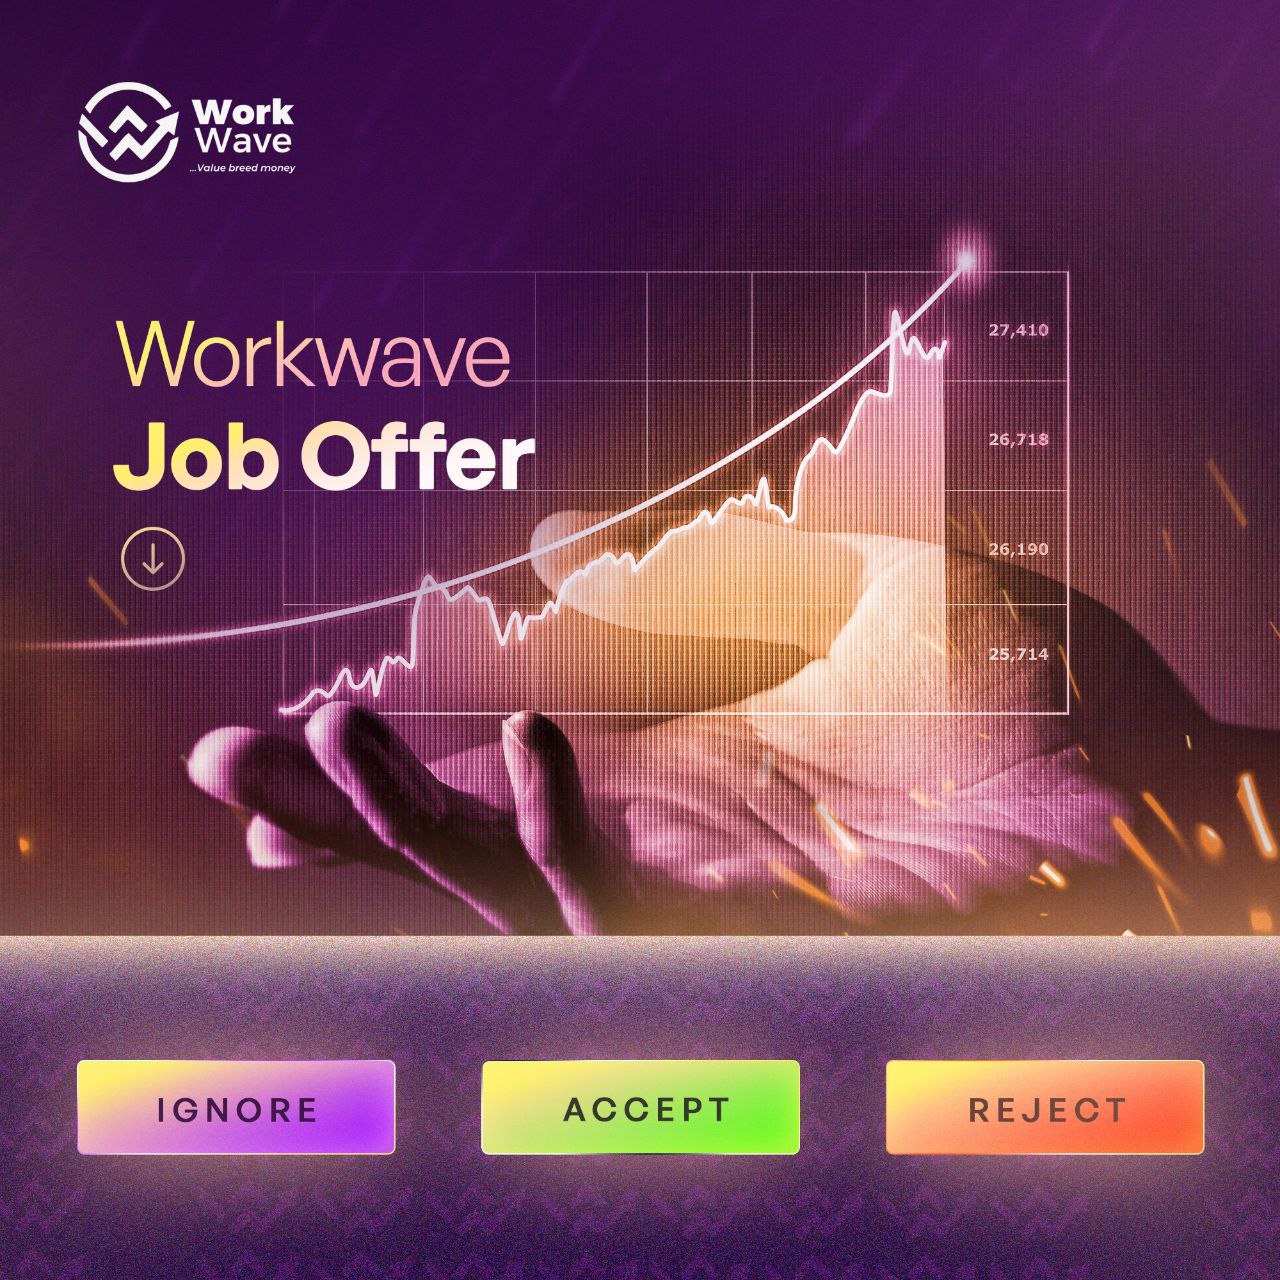 Work
Wave
...Value breed money
Workwave
Job Offer
27,410
26,718
26,190
25,714
IGNORE
ACCEPT
REJECT